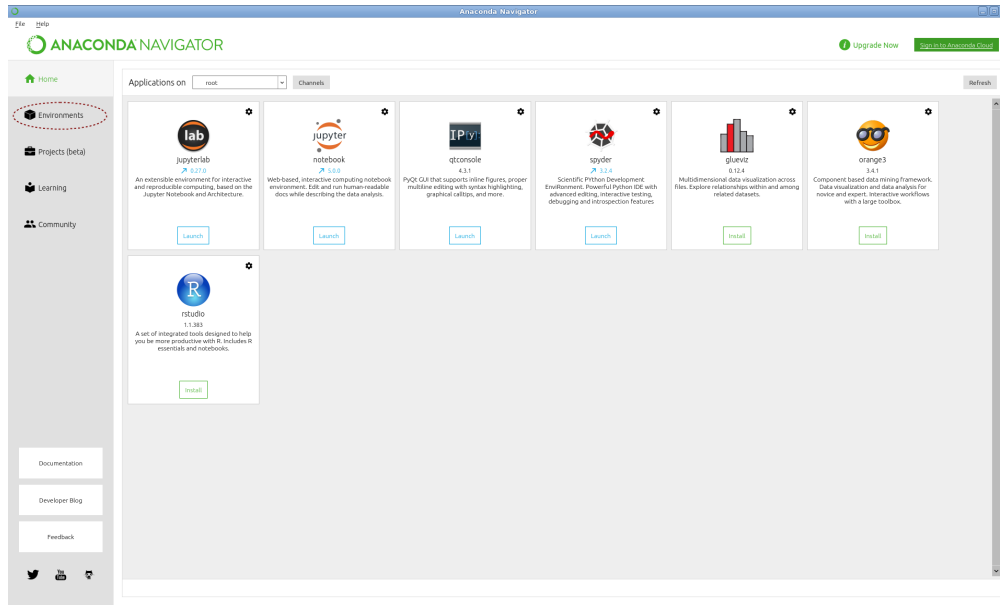 Anaconda Navigator
File Help
ANACONDA NAVIGATOR
i Upgrade Now
Sign in to Anaconda Cloud
Home
Environments
Projects (beta)
Learning
Community
Documentation
Developer Blog
Feedback
You
Tube
Applications on root Channels Refresh
lab
jupyterlab
0.27.0
An extensible environment for interactive
and reproducible computing, based on the
Jupyter Notebook and Architecture.
Launch
jupyter
notebook
5.0.0
Web-based, interactive computing notebook
environment. Edit and run human-readable
docs while describing the data analysis.
Launch
IP[y]:
qtconsole
4.3.1
PyQt GUI that supports inline figures, proper
multiline editing with syntax highlighting,
graphical calltips, and more.
Launch
spyder
3.2.4
Scientific PYthon Development
EnviRonment. Powerful Python IDE with
advanced editing, interactive testing,
debugging and introspection features
Launch
glueviz
0.12.4
Multidimensional data visualization across
files. Explore relationships within and among
related datasets.
Install
orange3
3.4.1
Component based data mining framework.
Data visualization and data analysis for
novice and expert. Interactive workflows
with a large toolbox.
Install
R
rstudio
1.1.383
A set of integrated tools designed to help
you be more productive with R. Includes R
essentials and notebooks.
Install